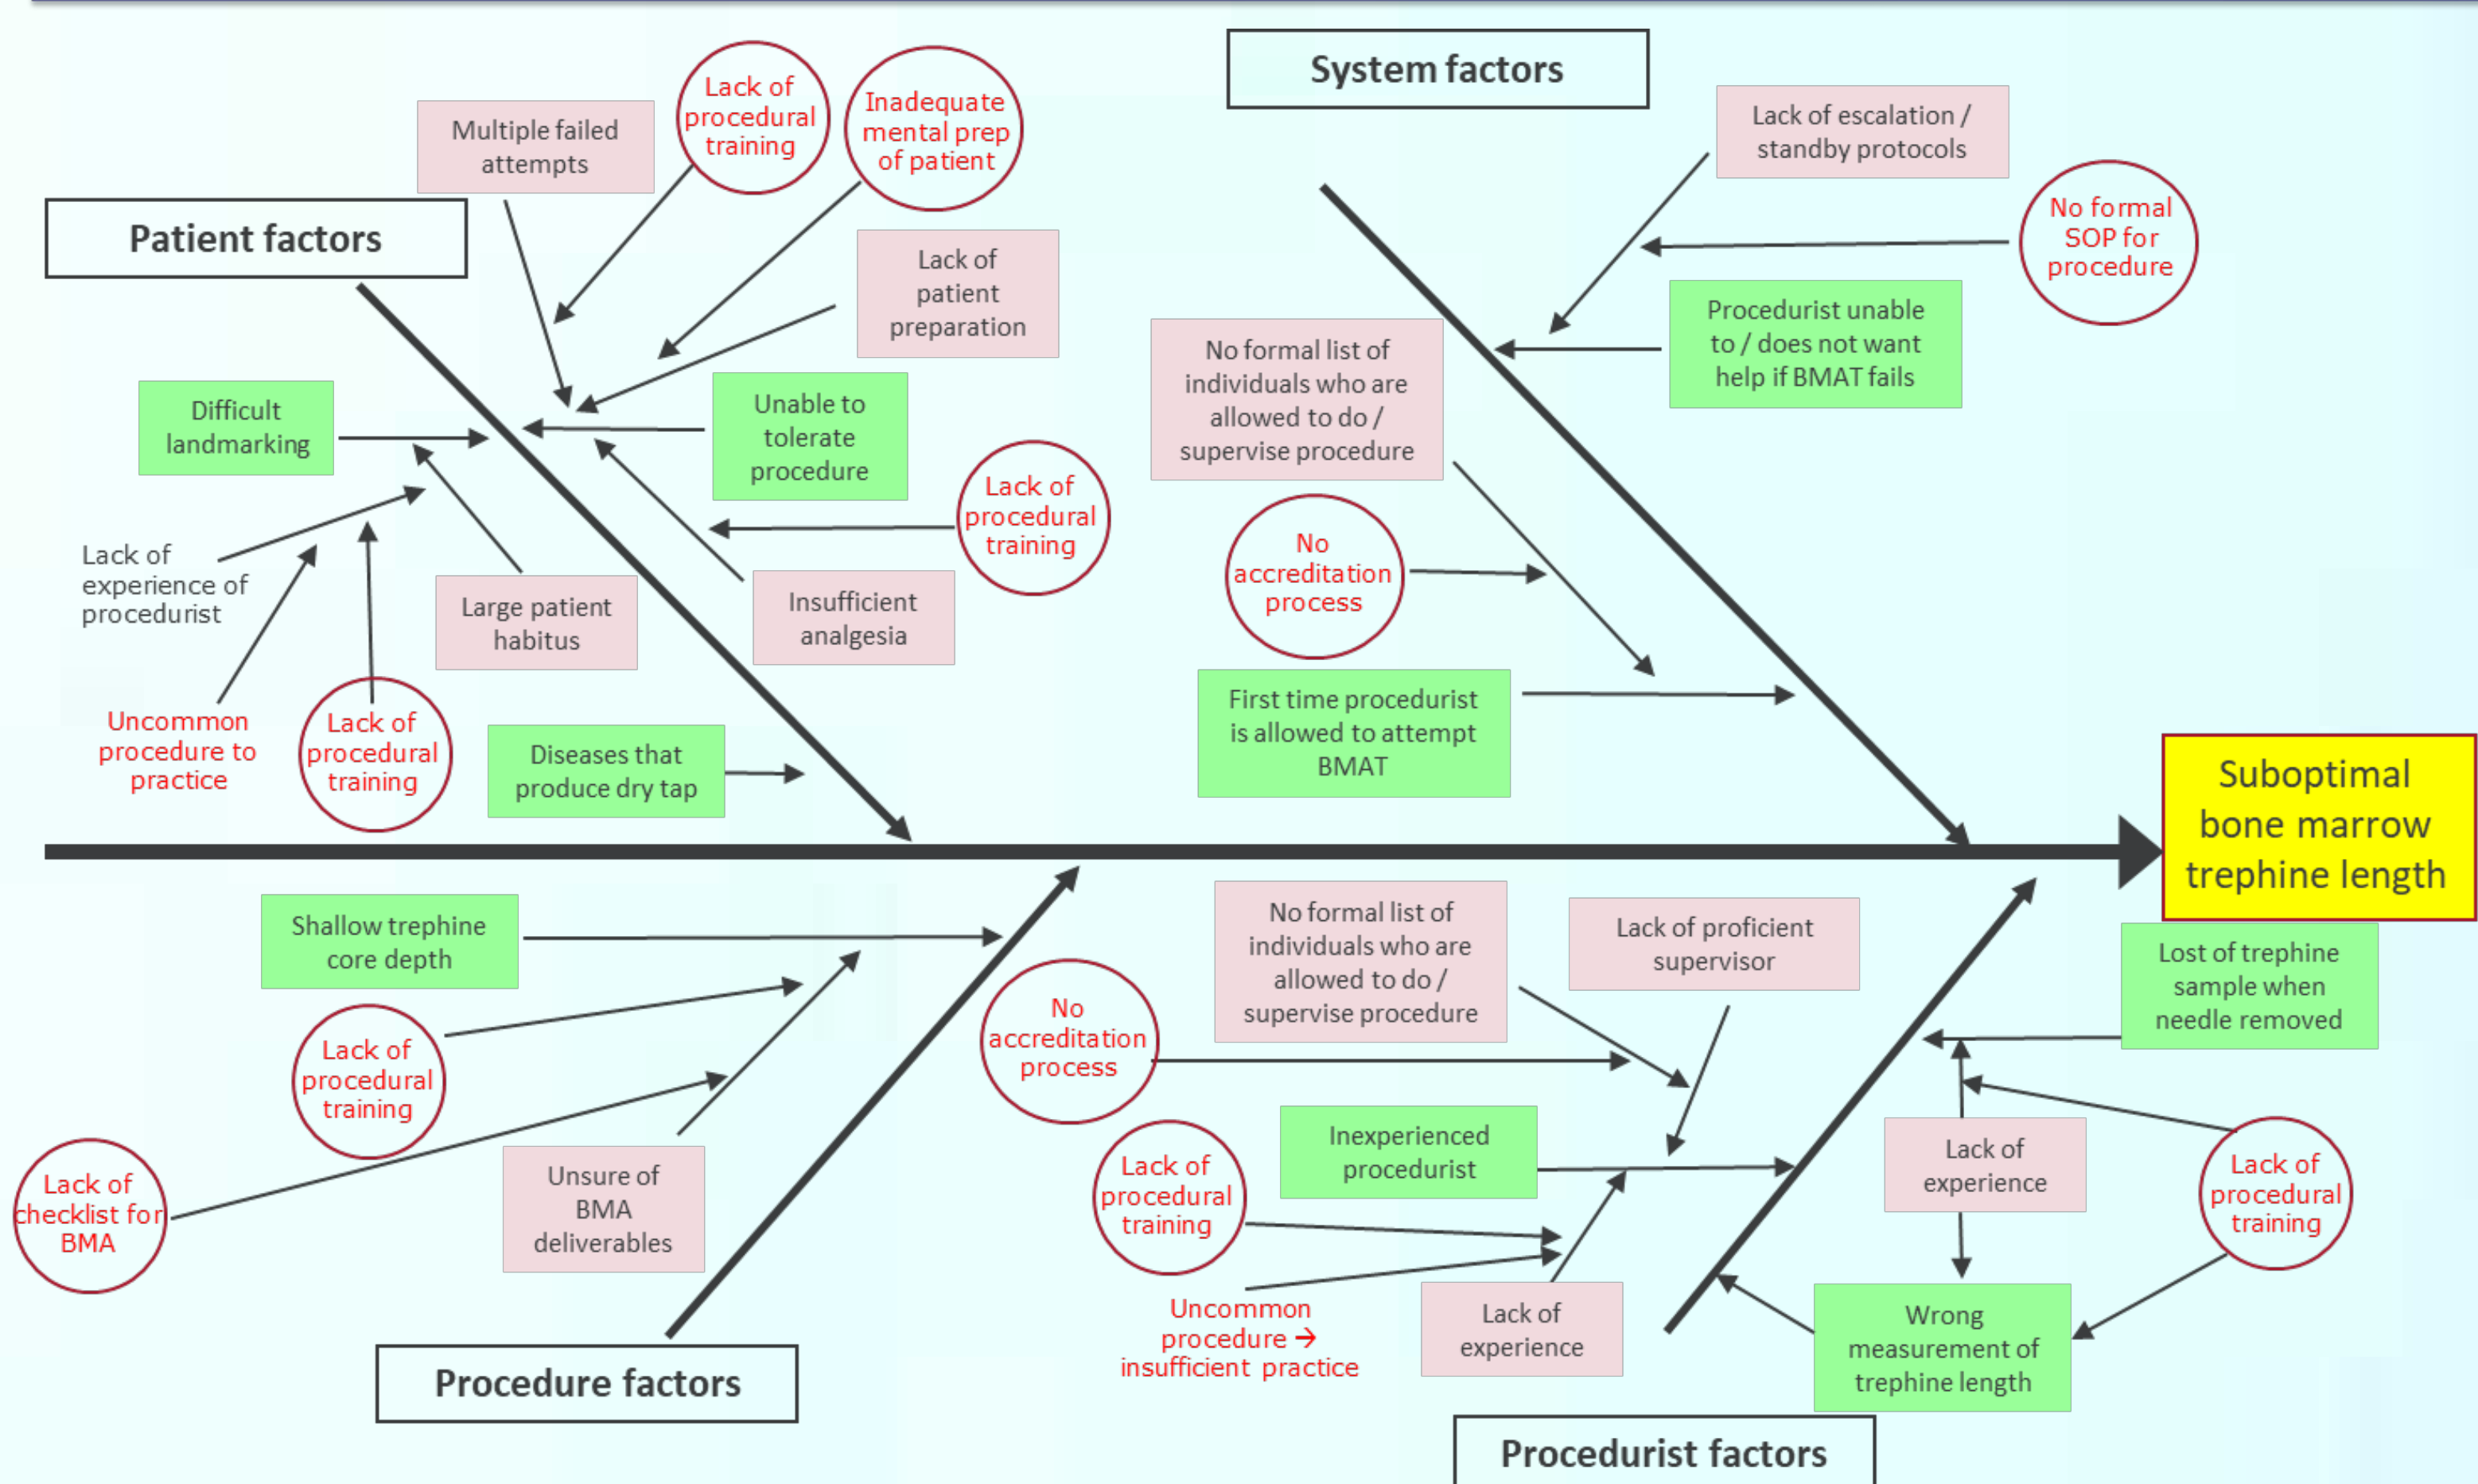 System factors
Lack of
procedural
training
Inadequate
mental prep
of patient
Multiple failed
attempts
Lack of escalation /
standby protocols
Patient factors
No formal
SOP for
procedure
Lack of
patient
preparation
Procedurist unable
to / does not want
help if BMAT fails
No formal list of
individuals who are
allowed to do /
supervise procedure
Difficult
landmarking
Unable to
tolerate
procedure
Lack of
procedural
training
No
accreditation
process
Lack of
experience of
procedurist
Large patient
habitus
Insufficient
analgesia
First time procedurist
is allowed to attempt
BMAT
Uncommon
procedure to
practice
Lack of
procedural
training
Diseases that
produce dry tap
Suboptimal
bone marrow
trephine length
Shallow trephine
core depth
No formal list of
individuals who are
allowed to do /
supervise procedure
Lack of proficient
supervisor
Lost of trephine
sample when
needle removed
No
accreditation
process
Lack of
procedural
training
Inexperienced
procedurist
Lack of
experience
Lack of
procedural
training
Lack of
procedural
training
Lack of
checklist for
BMA
Unsure of
BMA
deliverables
Uncommon
procedure →
insufficient practice
Lack of
experience
Wrong
measurement of
trephine length
Procedure factors
Procedurist factors